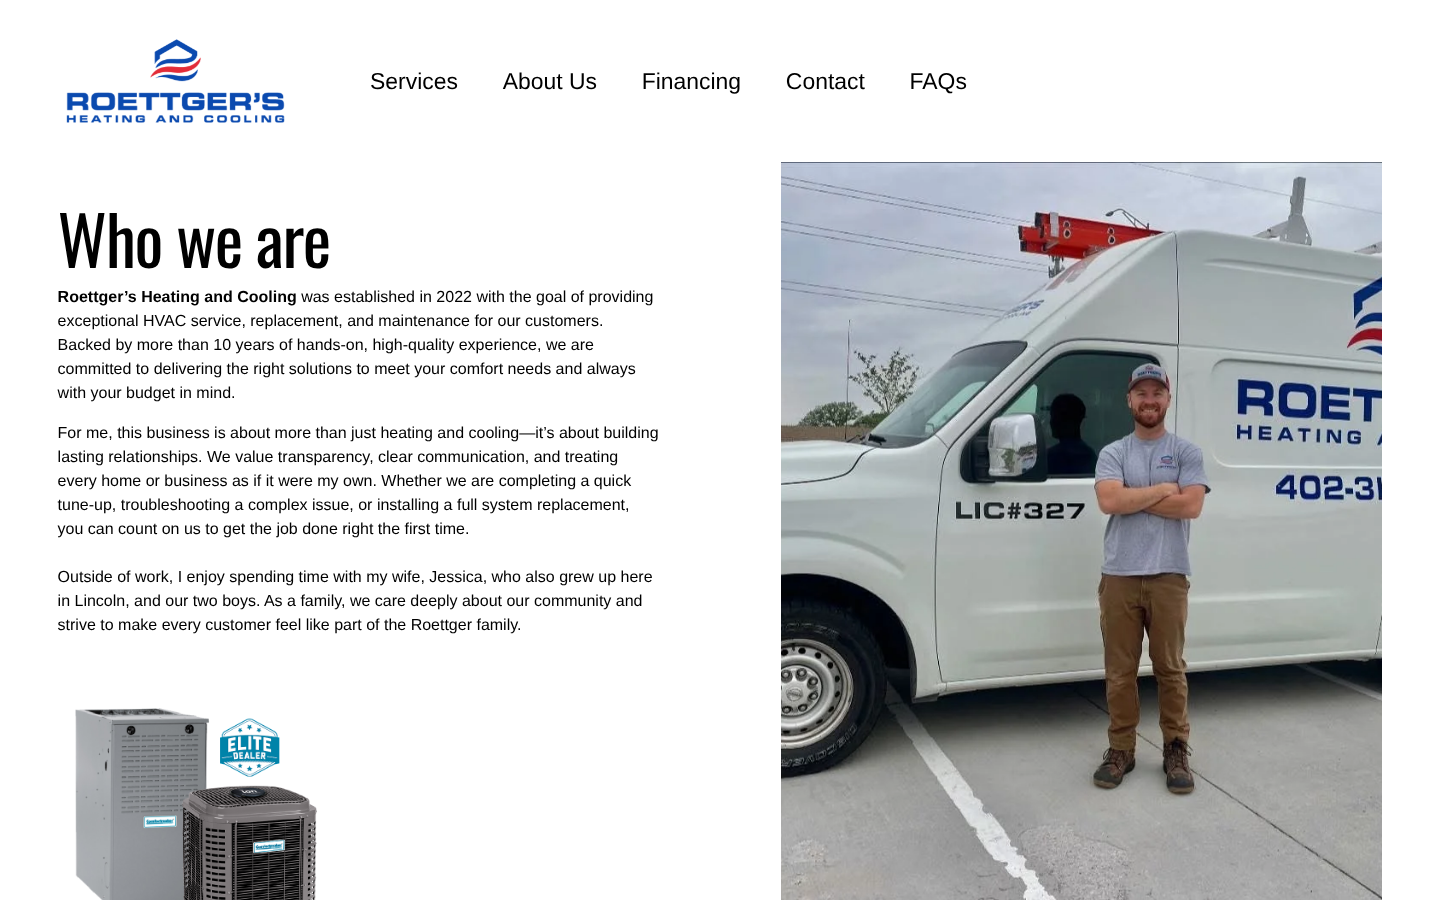 ROETTGER'S
HEATING AND COOLING
Services
About Us
Financing
Contact
FAQs
Who we are
Roettger’s Heating and Cooling was established in 2022 with the goal of providing
exceptional HVAC service, replacement, and maintenance for our customers.
Backed by more than 10 years of hands-on, high-quality experience, we are
committed to delivering the right solutions to meet your comfort needs and always
with your budget in mind.
For me, this business is about more than just heating and cooling—it’s about building
lasting relationships. We value transparency, clear communication, and treating
every home or business as if it were my own. Whether we are completing a quick
tune-up, troubleshooting a complex issue, or installing a full system replacement,
you can count on us to get the job done right the first time.
Outside of work, I enjoy spending time with my wife, Jessica, who also grew up here
in Lincoln, and our two boys. As a family, we care deeply about our community and
strive to make every customer feel like part of the Roettger family.
ELITE
DEALER
ROET
HEATING
402-31
LIC#327